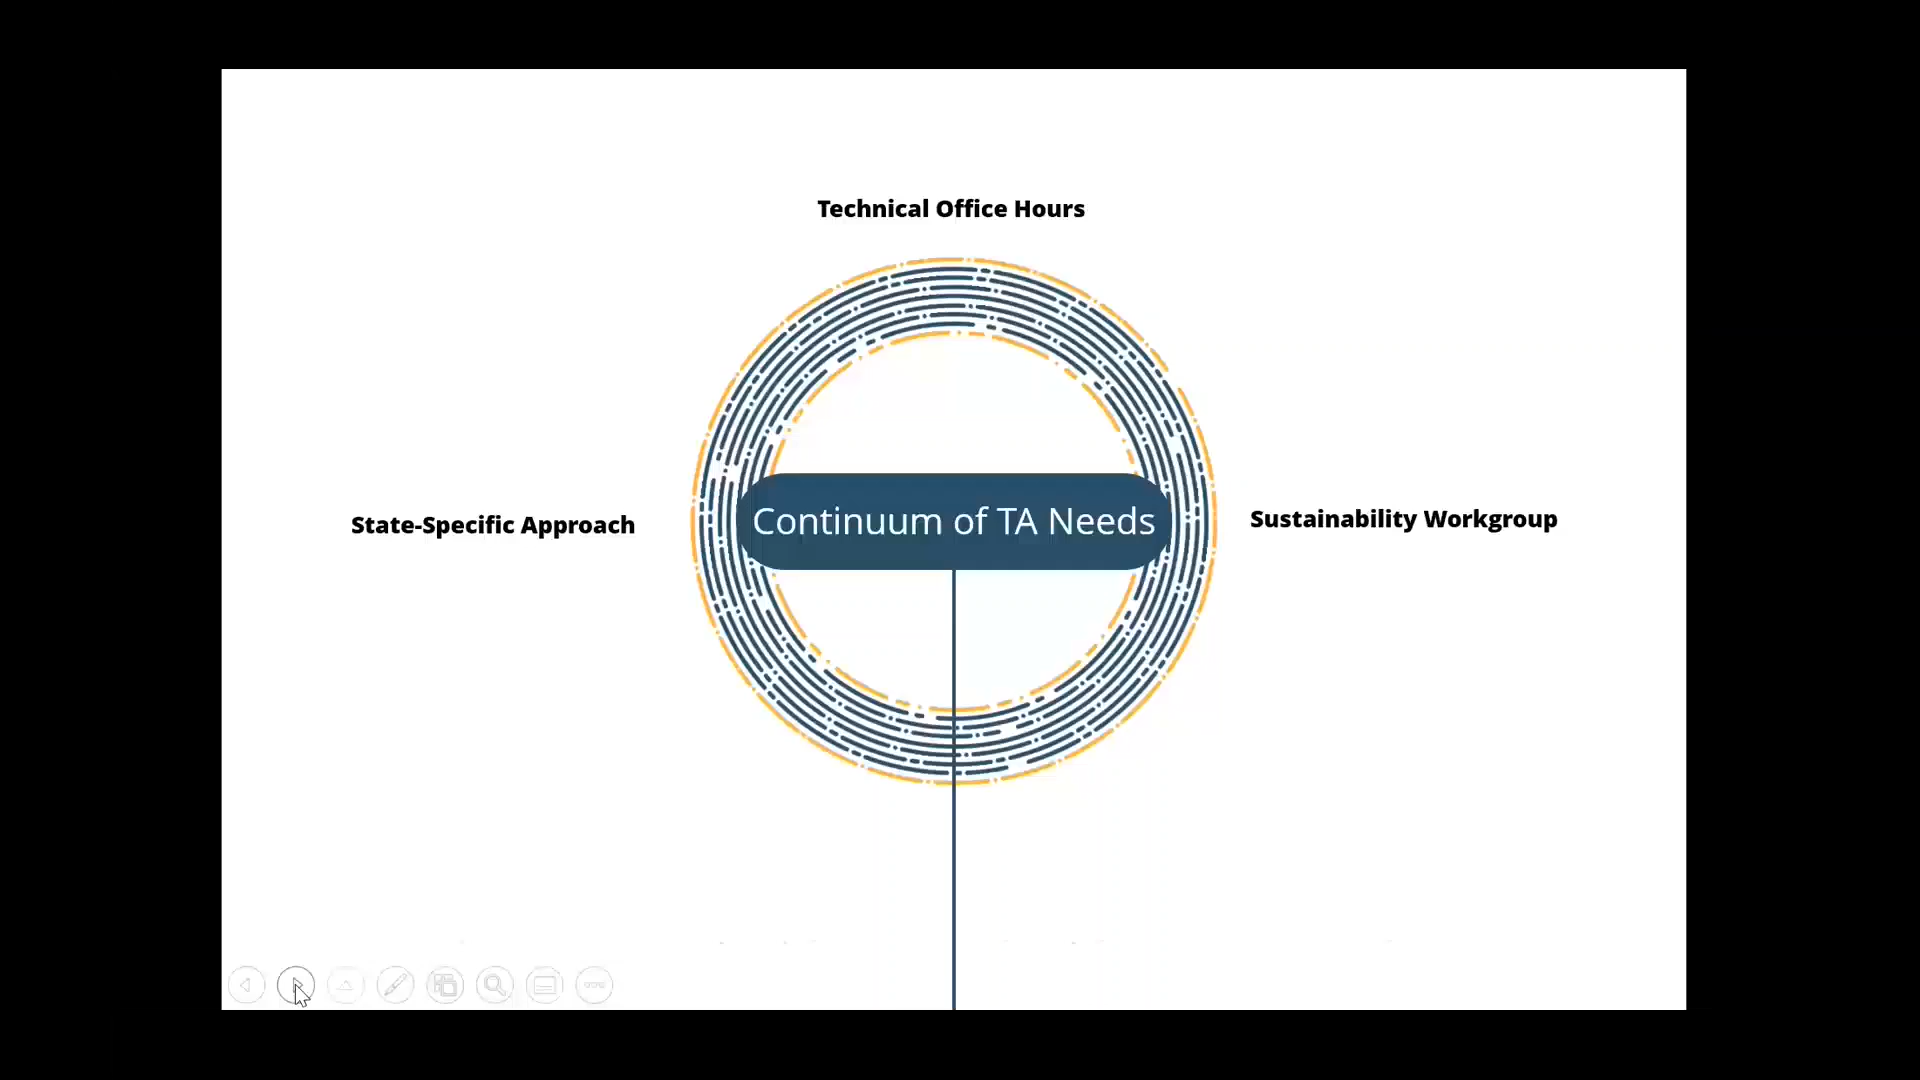 Technical Office Hours
State-Specific Approach
Continuum of TA Needs
Sustainability Workgroup